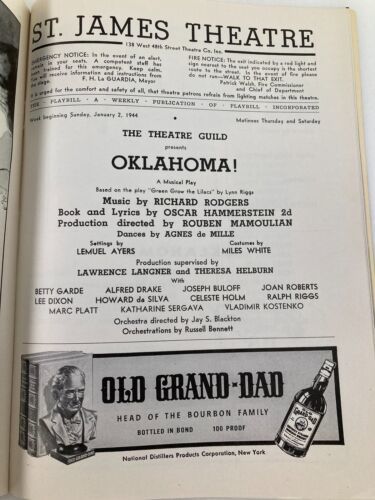 ST. JAMES THEATRE
138 West 48th Street Theatre Co. Inc.
EMERGENCY NOTICE: In the event of an alert,
in your seats. A competent staff has
trained for this emergency. Keep calm.
will receive information and instructions from
the stage.
F. H. La GUARDIA, Mayor
FIRE NOTICE: The exit indicated by a red light and
sign nearest to the seat you occupy is the shortest
route to the street. In the event of fire please
do not run—WALK TO THAT EXIT.
Patrick Walsh, Fire Commissioner
and Chief of Department
It is urged for the comfort and safety of all, that theatre patrons refrain from lighting matches in this theatre.
THE · PLAYBILL · A · WEEKLY · PUBLICATION · OF · PLAYBILL · INCORPORATED
Week beginning Sunday, January 2, 1944
Matinees Thursday and Saturday
THE THEATRE GUILD
presents
OKLAHOMA!
A Musical Play
Based on the play "Green Grow the Lilacs" by Lynn Riggs
Music by RICHARD RODGERS
Book and Lyrics by OSCAR HAMMERSTEIN 2d
Production directed by ROUBEN MAMOULIAN
Dances by AGNES de MILLE
Settings by
LEMUEL AYERS
Costumes by
MILES WHITE
Production supervised by
LAWRENCE LANGNER and THERESA HELBURN
With
BETTY GARDE ALFRED DRAKE JOSEPH BULOFF JOAN ROBERTS
LEE DIXON HOWARD da SILVA CELESTE HOLM RALPH RIGGS
MARC PLATT KATHARINE SERGAVA VLADIMIR KOSTENKO
Orchestra directed by Jay S. Blackton
Orchestrations by Russell Bennett
OLD GRAND-DAD
HEAD OF THE BOURBON FAMILY
BOTTLED IN BOND 100 PROOF
National Distillers Products Corporation, New York